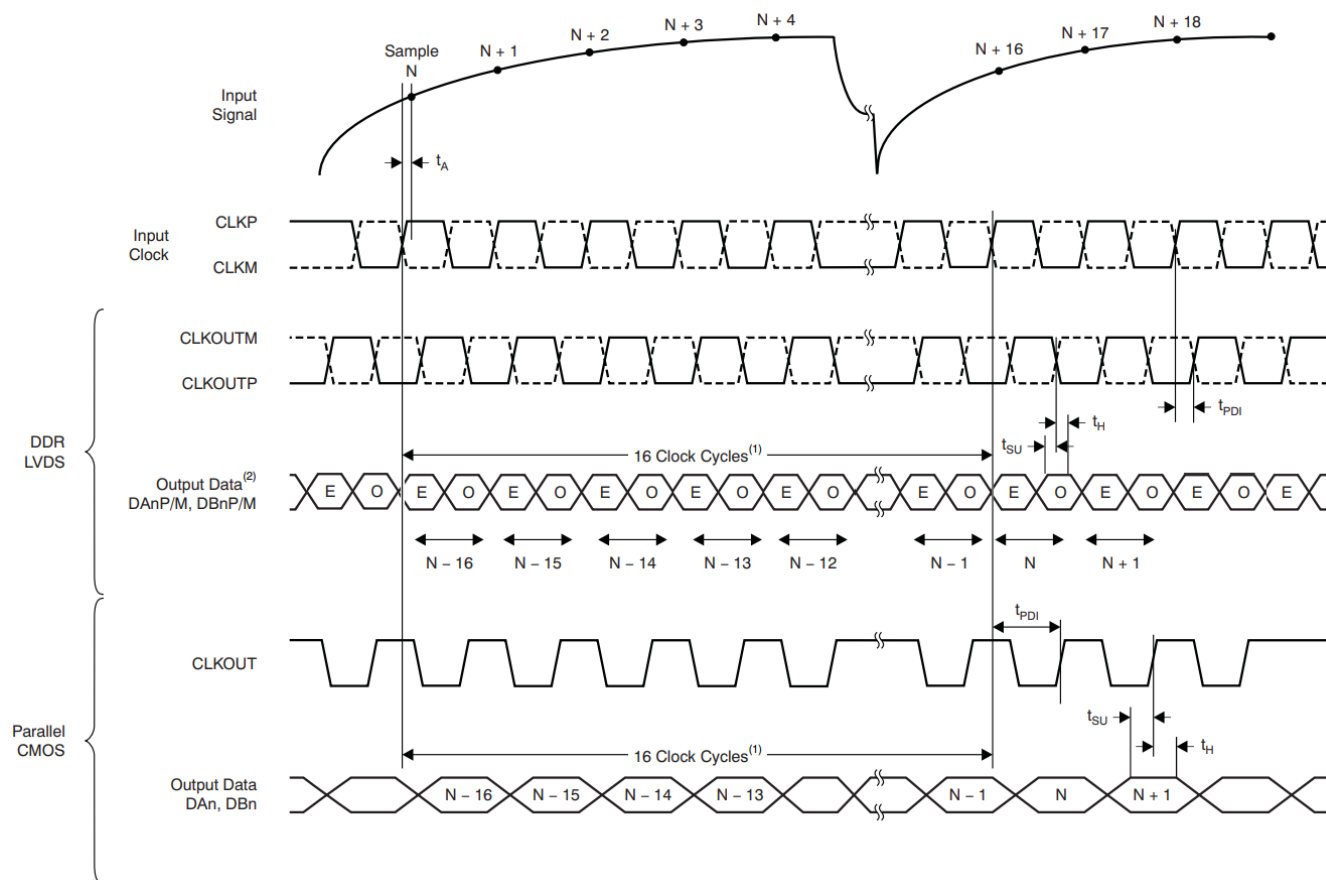 Sample
N
N + 1
N + 2
N + 3
N + 4
N + 16
N + 17
N + 18
Input
Signal
tA
CLKP
Input
Clock
CLKM
CLKOUTM
CLKOUTP
tPDI
tH
tSU
DDR
LVDS
16 Clock Cycles(1)
Output Data(2)
DAnP/M, DBnP/M
E O E O E O E O E O E O E O E O E O E O E
N − 16 N − 15 N − 14 N − 13 N − 12 N − 1 N N + 1
tPDI
CLKOUT
Parallel
CMOS
tSU
tH
16 Clock Cycles(1)
Output Data
DAn, DBn
N − 16 N − 15 N − 14 N − 13 N − 1 N N + 1